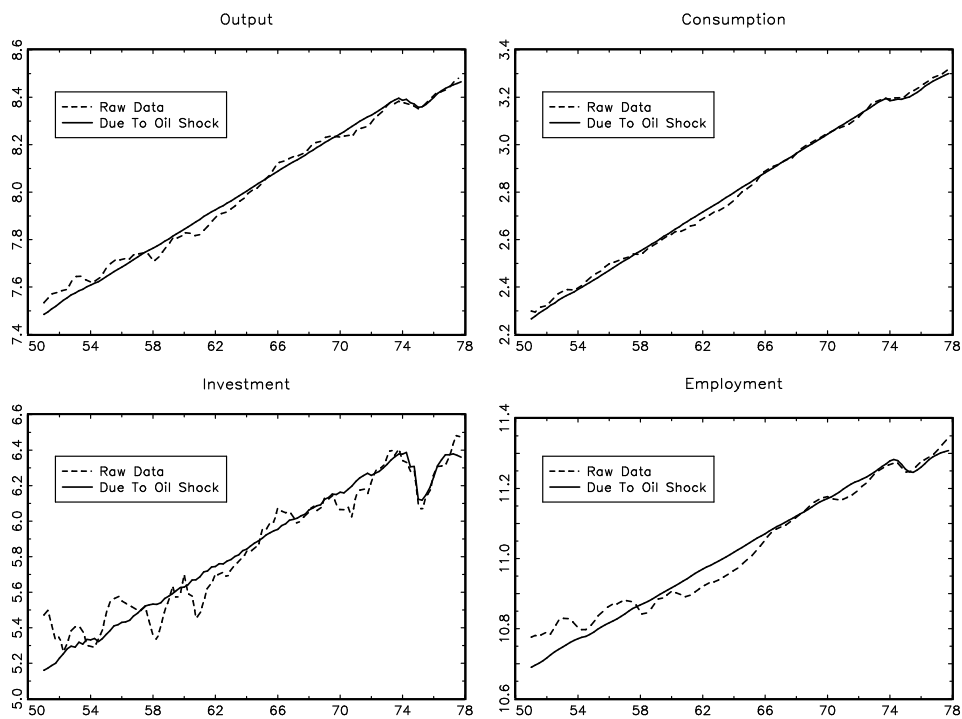 Output
8.6
8.4
8.2
8.0
7.8
7.6
7.4
Raw Data
Due To Oil Shock
50 54 58 62 66 70 74 78
Consumption
3.4
3.2
3.0
2.8
2.6
2.4
2.2
Raw Data
Due To Oil Shock
50 54 58 62 66 70 74 78
Investment
6.6
6.4
6.2
6.0
5.8
5.6
5.4
5.2
5.0
Raw Data
Due To Oil Shock
50 54 58 62 66 70 74 78
Employment
11.4
11.2
11.0
10.8
10.6
Raw Data
Due To Oil Shock
50 54 58 62 66 70 74 78